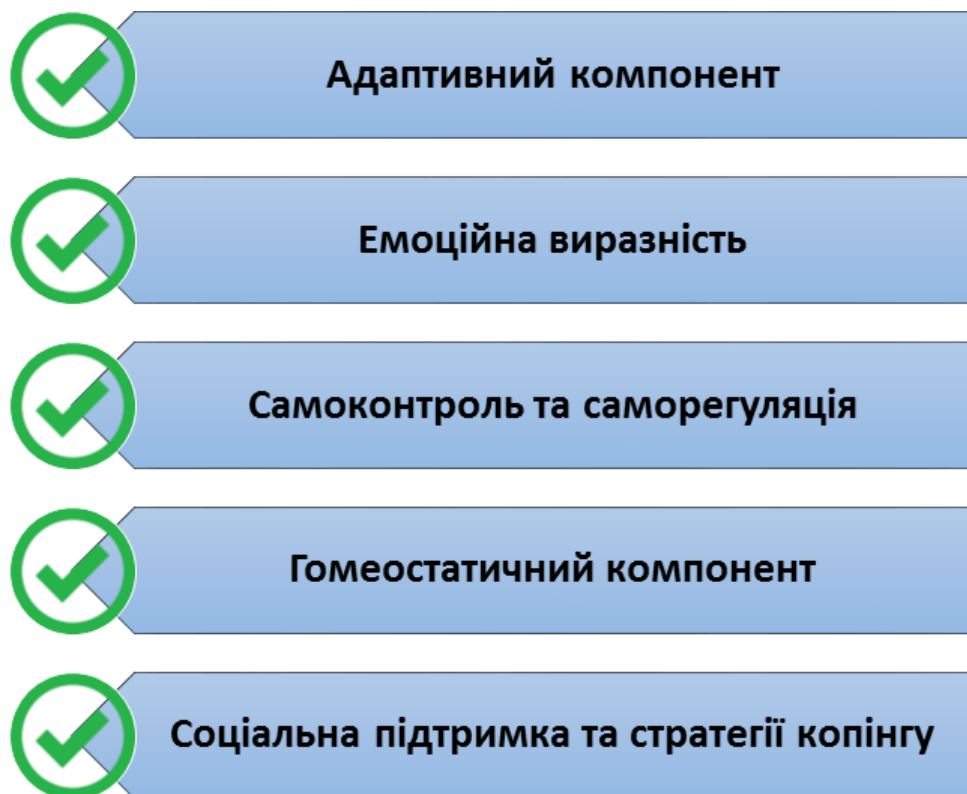 Адаптивний компонент
Емоційна виразність
Самоконтроль та саморегуляція
Гомеостатичний компонент
Соціальна підтримка та стратегії копінгу